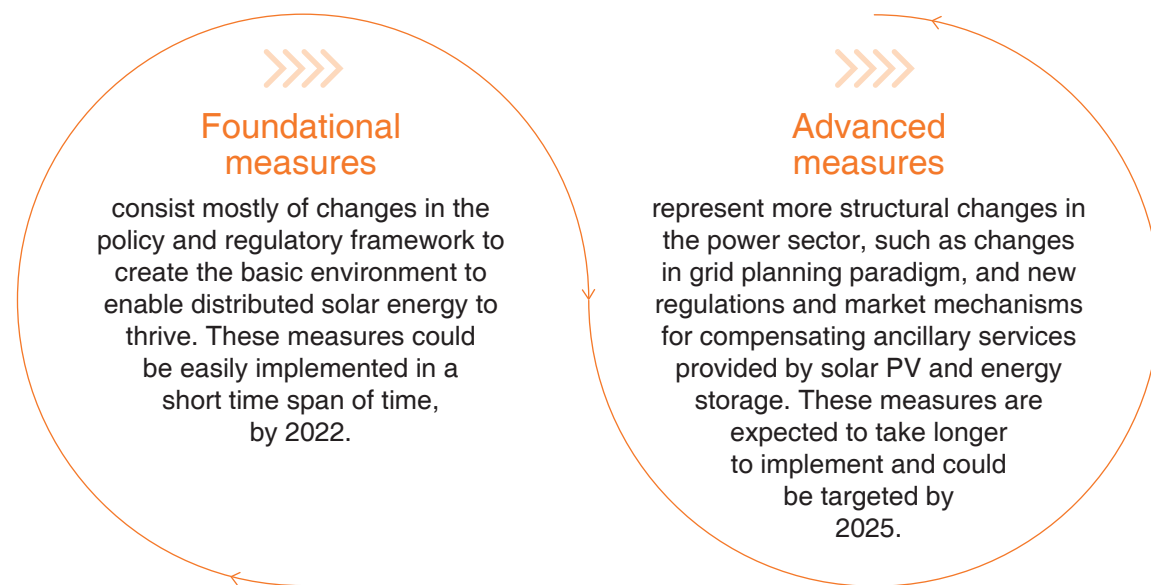 Foundational
measures
consist mostly of changes in the
policy and regulatory framework to
create the basic environment to
enable distributed solar energy to
thrive. These measures could
be easily implemented in a
short time span of time,
by 2022.
Advanced
measures
represent more structural changes in
the power sector, such as changes
in grid planning paradigm, and new
regulations and market mechanisms
for compensating ancillary services
provided by solar PV and energy
storage. These measures are
expected to take longer
to implement and could
be targeted by
2025.